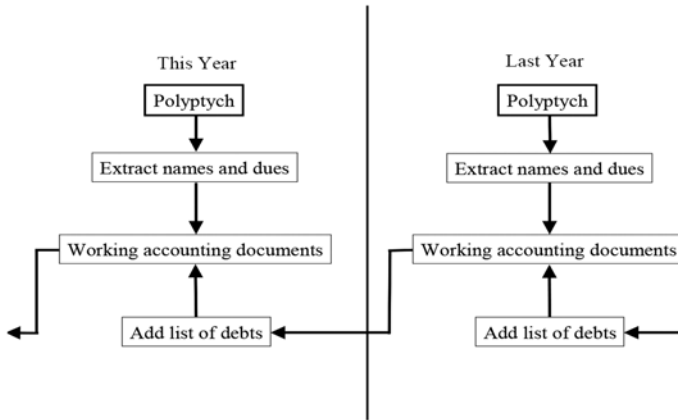 This Year
Polyptych
Extract names and dues
Working accounting documents
Add list of debts
Last Year
Polyptych
Extract names and dues
Working accounting documents
Add list of debts